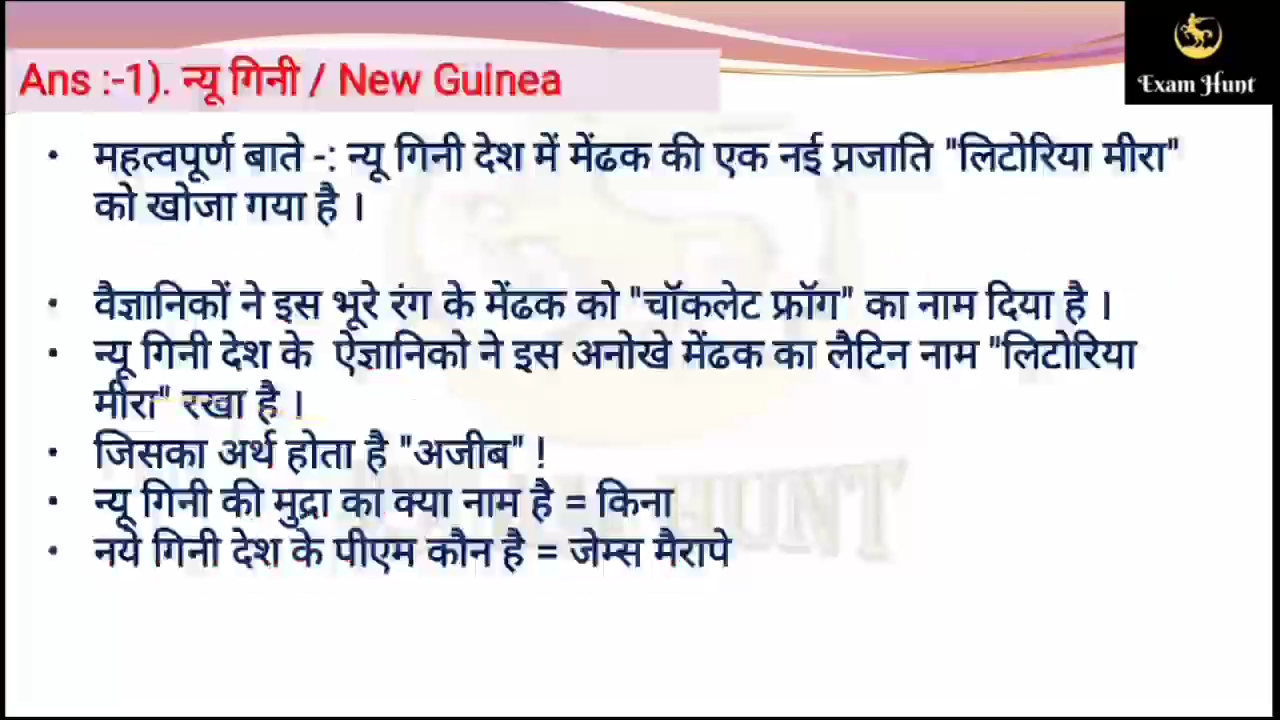 Ans :-1). न्यू गिनी / New Guinea
Exam Hunt
• महत्वपूर्ण बाते -: न्यू गिनी देश में मेंढक की एक नई प्रजाति "लिटोरिया मीरा"
को खोजा गया है ।
• वैज्ञानिकों ने इस भूरे रंग के मेंढक को "चॉकलेट फ्रॉग" का नाम दिया है ।
• न्यू गिनी देश के ऐज्ञानिको ने इस अनोखे मेंढक का लैटिन नाम "लिटोरिया
मीरा" रखा है ।
• जिसका अर्थ होता है "अजीब" !
• न्यू गिनी की मुद्रा का क्या नाम है = किना
• नये गिनी देश के पीएम कौन है = जेम्स मैरापे
HUNT